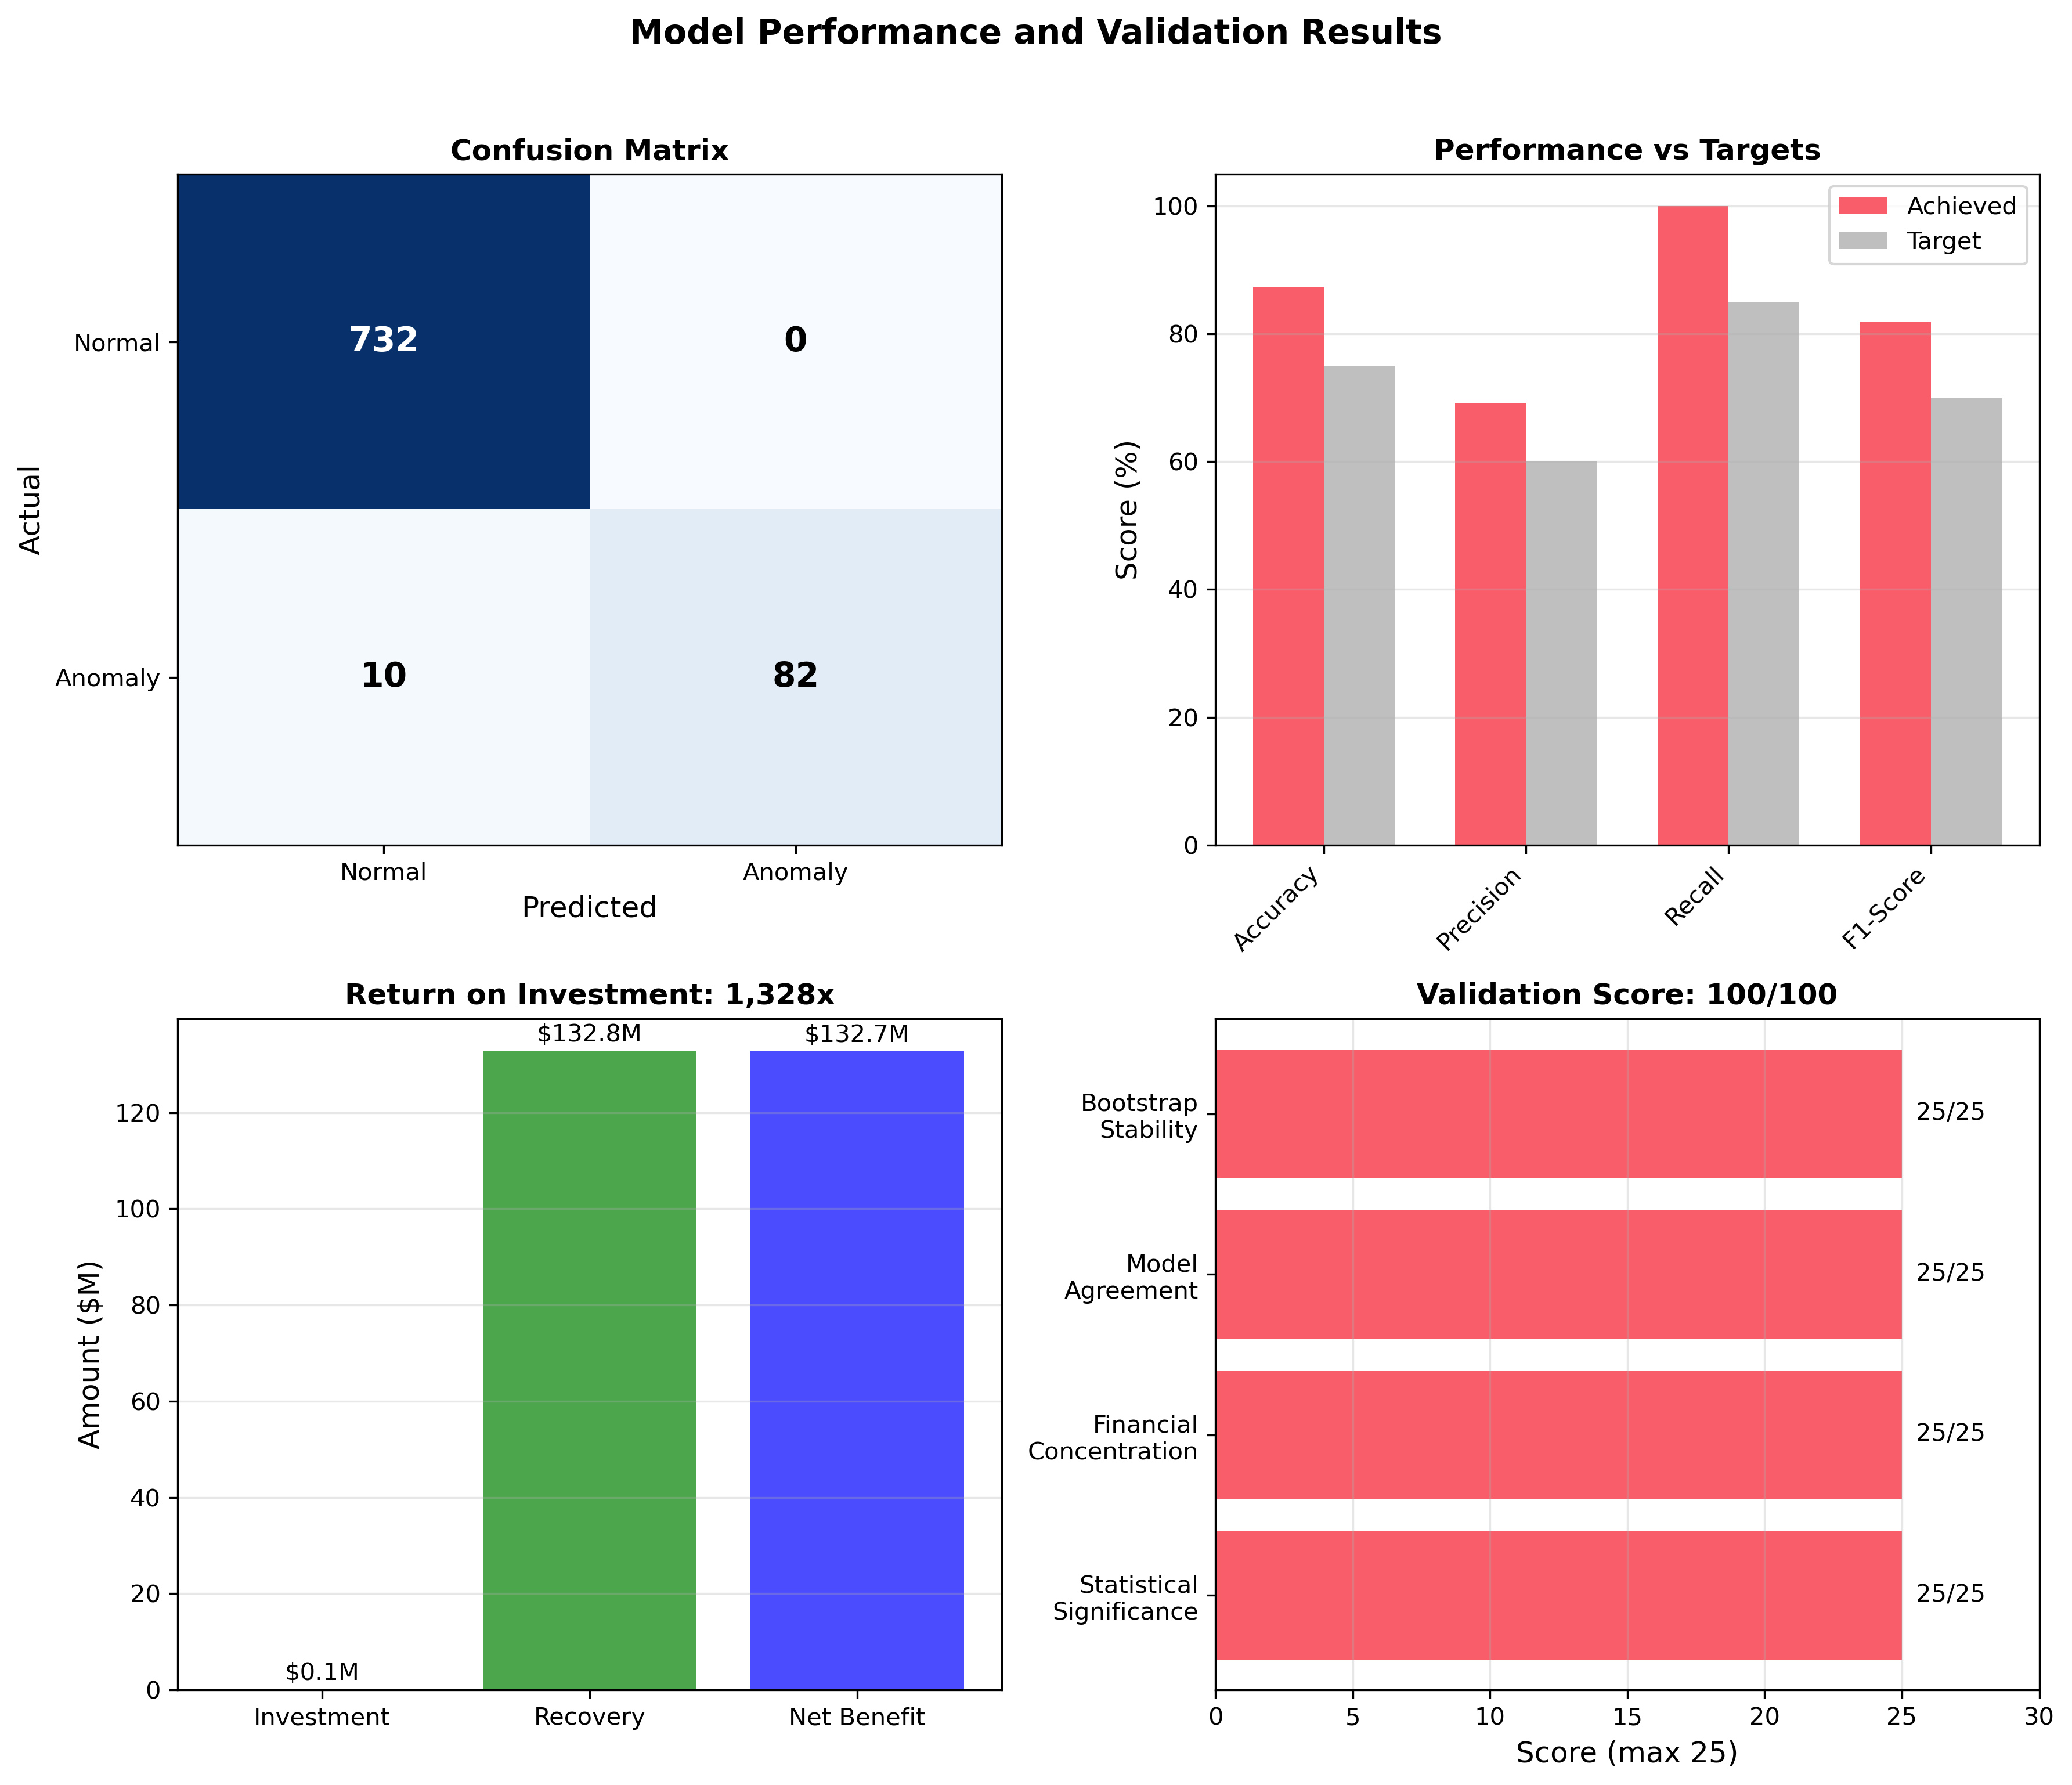 Model Performance and Validation Results
Confusion Matrix
Actual
Normal
732
0
Anomaly
10
82
Normal
Anomaly
Predicted
Performance vs Targets
Score (%)
100
80
60
40
20
0
Achieved
Target
Accuracy
Precision
Recall
F1-Score
Return on Investment: 1,328x
Amount ($M)
120
100
80
60
40
20
0
$0.1M
$132.8M
$132.7M
Investment
Recovery
Net Benefit
Validation Score: 100/100
Bootstrap
Stability
25/25
Model
Agreement
25/25
Financial
Concentration
25/25
Statistical
Significance
25/25
0
5
10
15
20
25
30
Score (max 25)